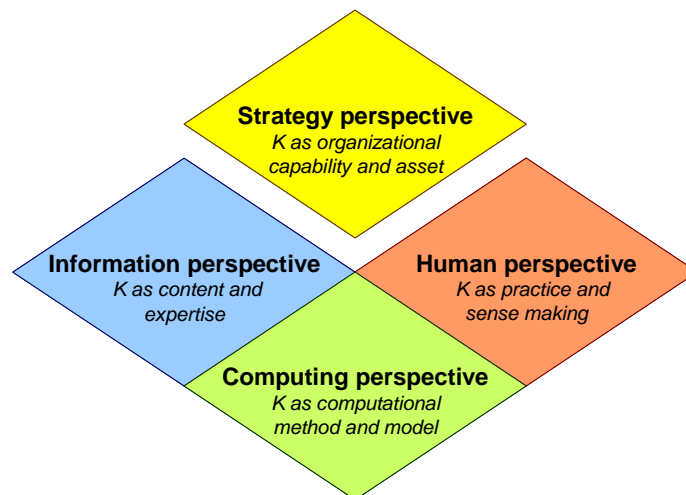 Strategy perspective
K as organizational
capability and asset
Information perspective
K as content and
expertise
Human perspective
K as practice and
sense making
Computing perspective
K as computational
method and model